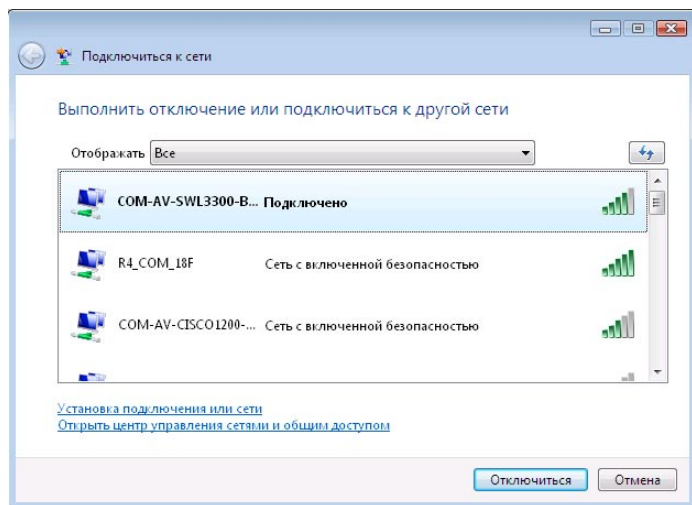 Подключиться к сети
Выполнить отключение или подключиться к другой сети
Отображать Все
COM-AV-SWL3300-B... Подключено
R4_COM_18F Сеть с включенной безопасностью
COM-AV-CISCO1200-... Сеть с включенной безопасностью
Установка подключения или сети
Открыть центр управления сетями и общим доступом
Отключиться Отмена